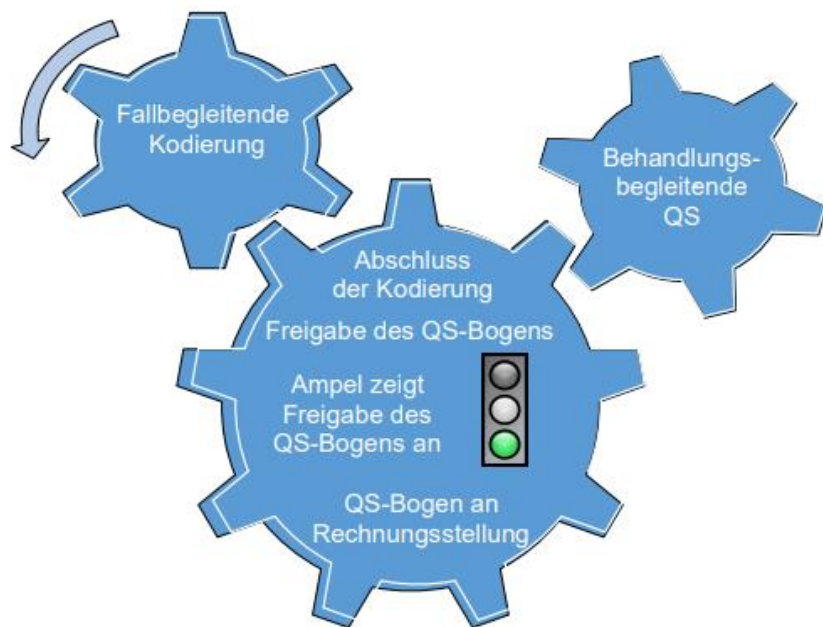 Fallbegleitende
Kodierung
Behandlungs-
begleitende
QS
Abschluss
der Kodierung
Freigabe des QS-Bogens
Ampel zeigt
Freigabe des
QS-Bogens an
QS-Bogen an
Rechnungsstellung